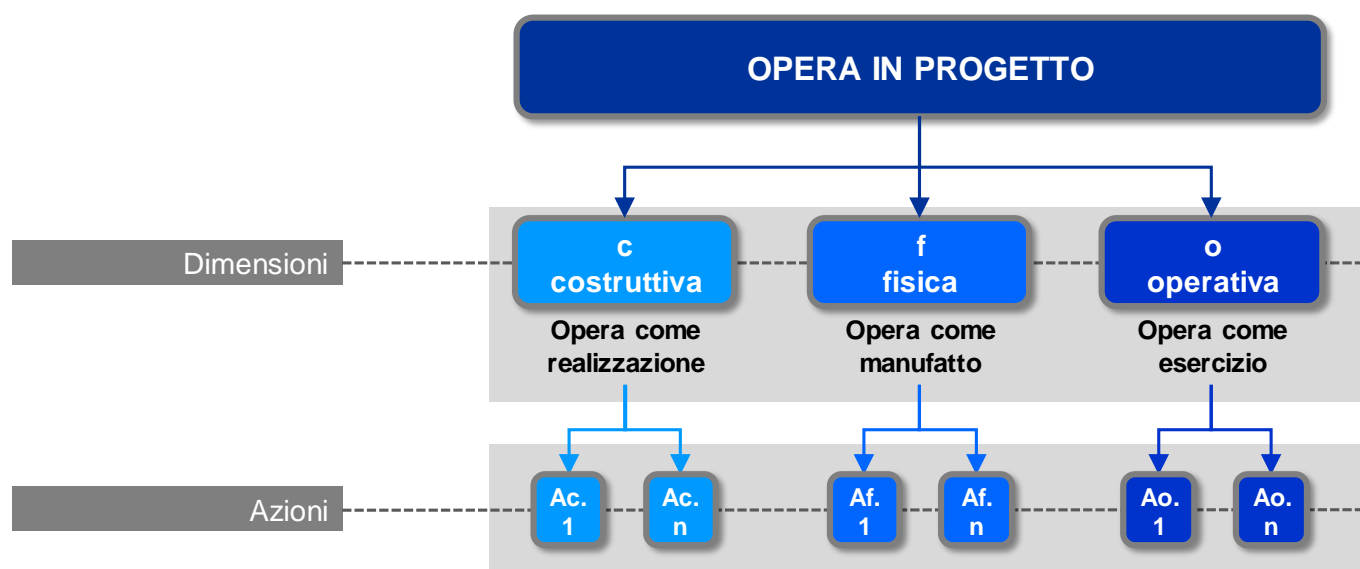 OPERA IN PROGETTO
Dimensioni
c
costruttiva
f
fisica
o
operativa
Opera come
realizzazione
Opera come
manufatto
Opera come
esercizio
Azioni
Ac.
1
Ac.
n
Af.
1
Af.
n
Ao.
1
Ao.
n